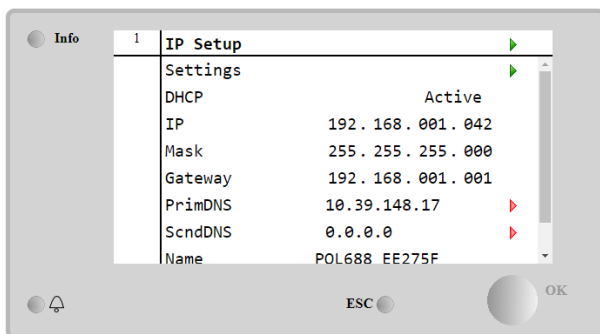 Info
1 IP Setup
Settings
DHCP Active
IP 192.168.001.042
Mask 255.255.255.000
Gateway 192.168.001.001
PrimDNS 10.39.148.17
ScndDNS 0.0.0.0
Name POL688_EE275F
ESC
OK